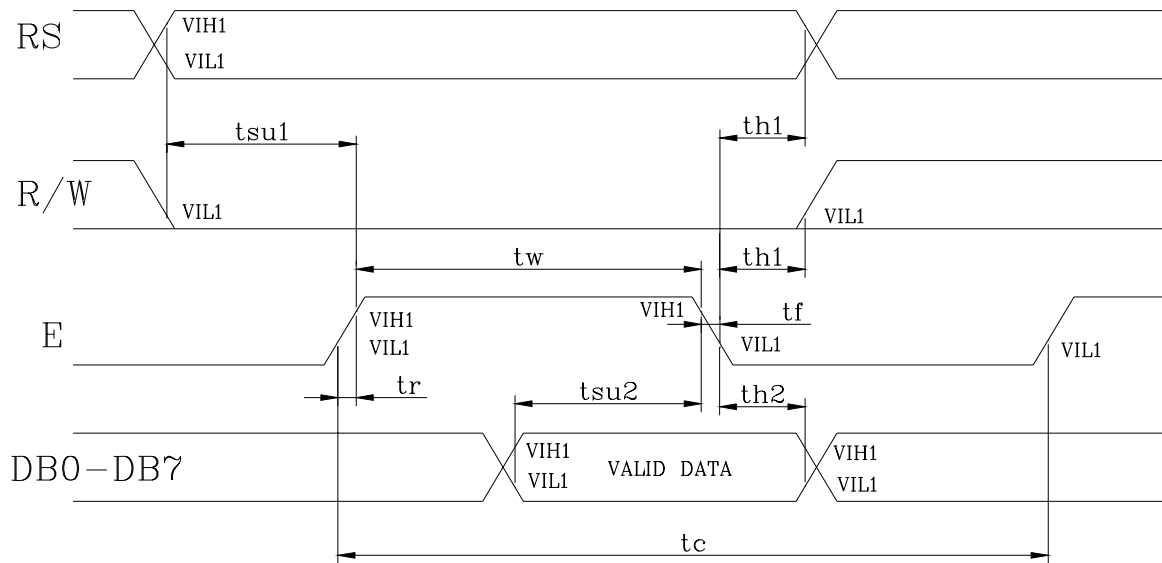 RS
VIH1
VIL1
tsu1
th1
R/W
VIL1
VIL1
tw
th1
E
VIH1
VIL1
VIH1
tf
VIL1
VIL1
tr
tsu2
th2
DB0-DB7
VIH1
VIL1
VALID DATA
VIH1
VIL1
tc